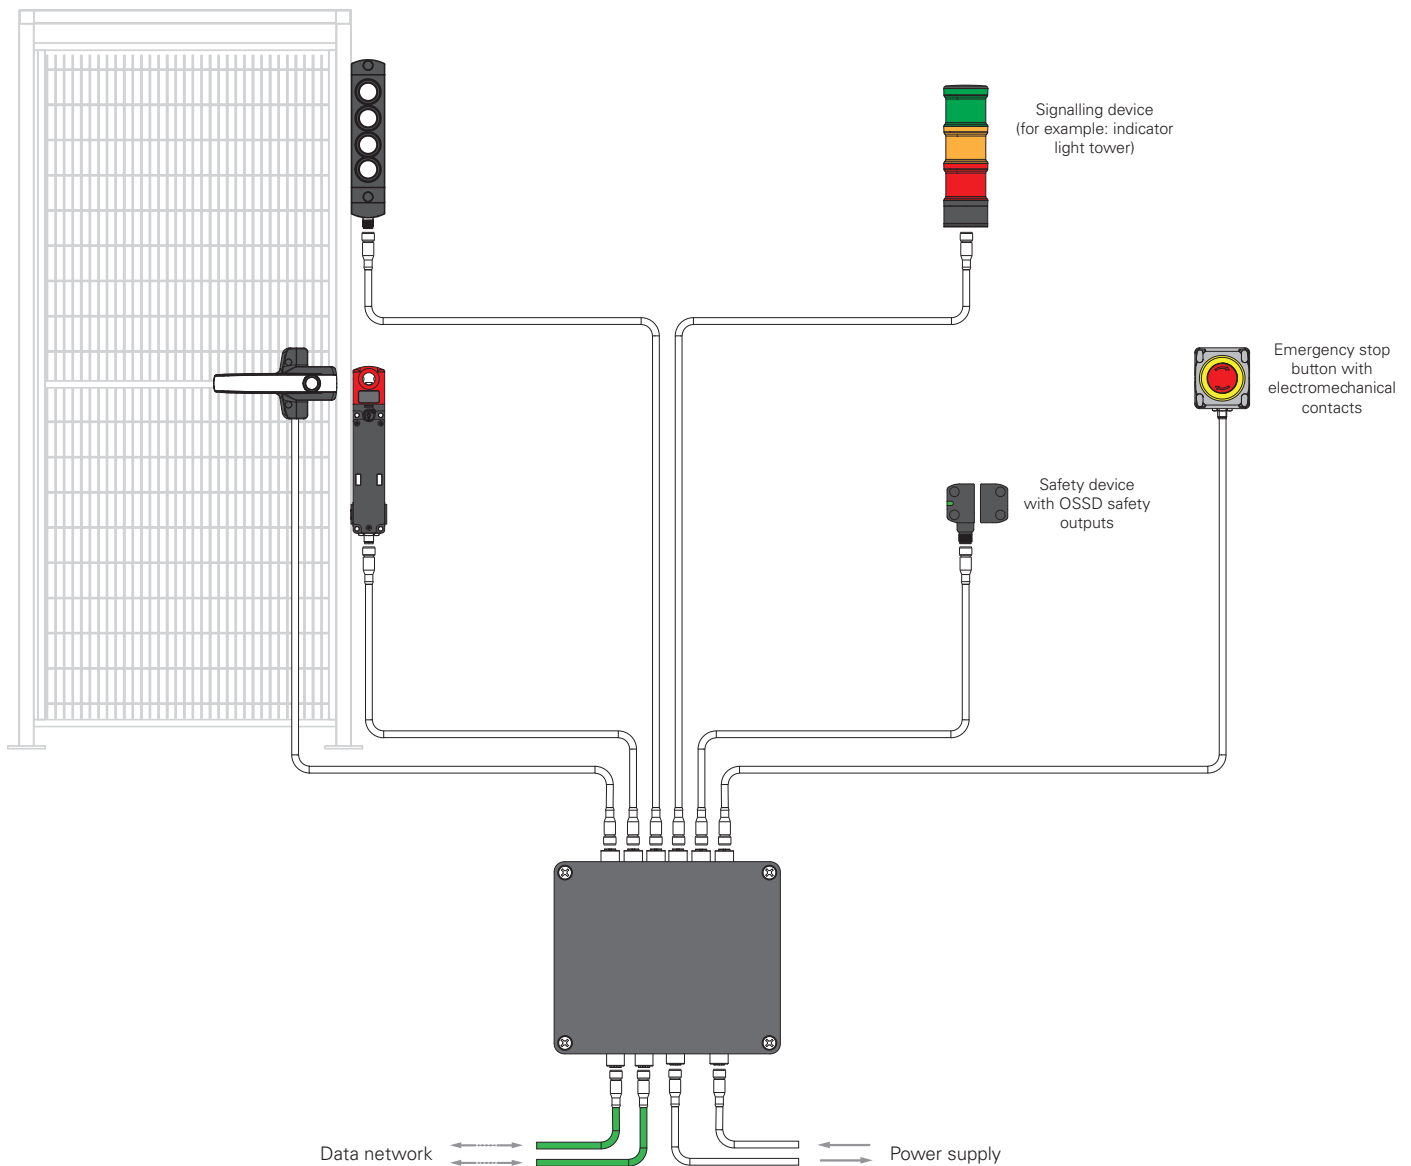 Signalling device
(for example: indicator
light tower)
Emergency stop
button with
electromechanical
contacts
Safety device
with OSSD safety
outputs
Data network
Power supply